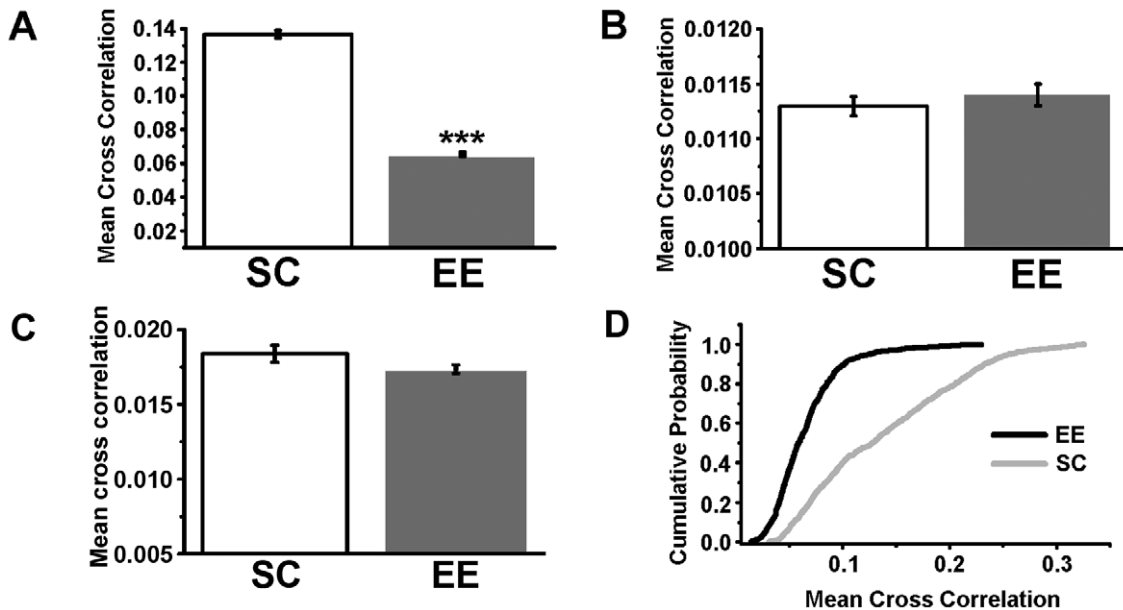 A
Mean Cross Correlation
0.14
0.12
0.10
0.08
0.06
0.04
0.02
***
SC
EE
B
Mean Cross Correlation
0.0120
0.0115
0.0110
0.0105
0.0100
SC
EE
C
Mean cross correlation
0.020
0.015
0.010
0.005
SC
EE
D
Cumulative Probability
1.0
0.8
0.6
0.4
0.2
0.0
EE
SC
0.1
0.2
0.3
Mean Cross Correlation